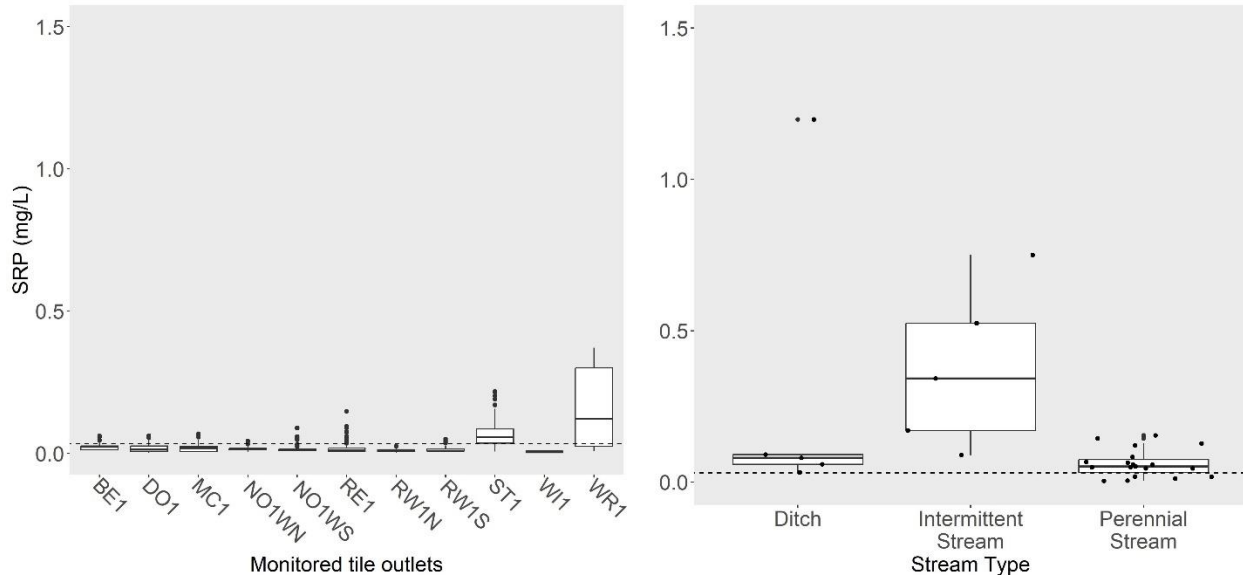 SRP (mg/L)
1.5
1.0
0.5
0.0
BE1
DO1
MC1
NO1WN
NO1WS
RE1
RW1N
RW1S
ST1
WI1
WR1
Monitored tile outlets
1.5
1.0
0.5
0.0
Ditch
Intermittent
Stream
Perennial
Stream
Stream Type